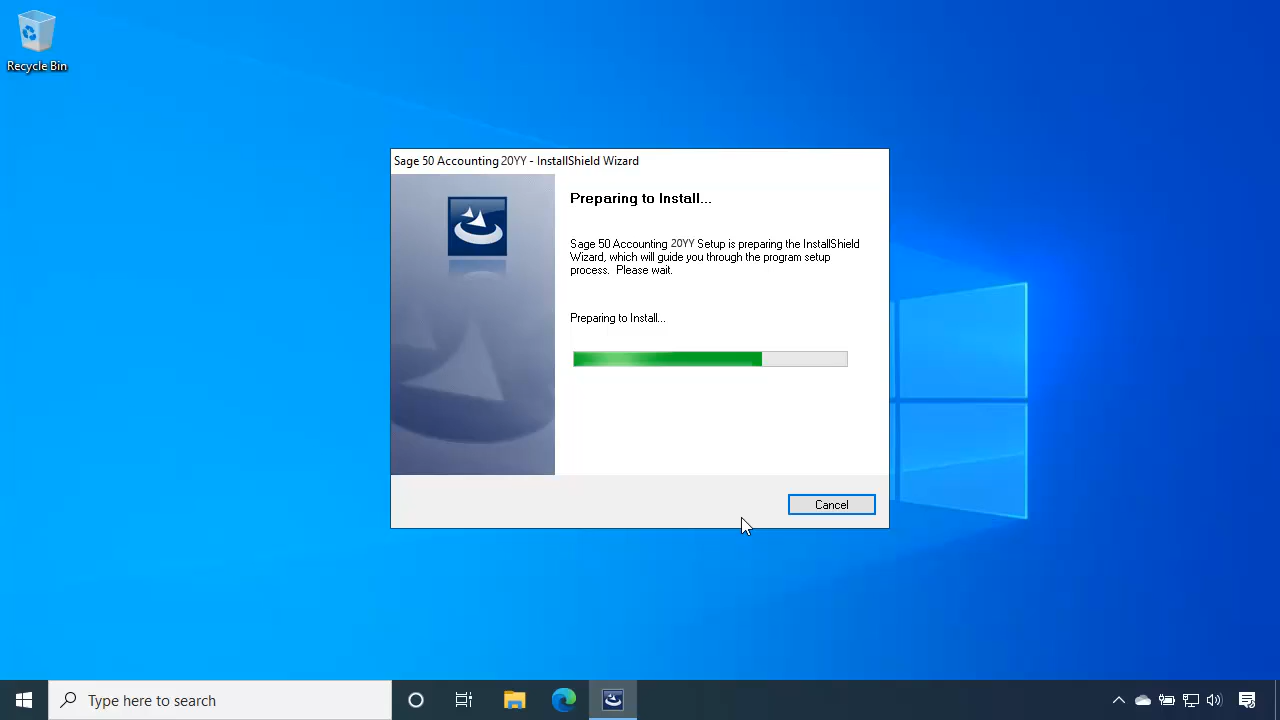 Recycle Bin
Sage 50 Accounting 20YY - InstallShield Wizard
Preparing to Install...
Sage 50 Accounting 20YY Setup is preparing the InstallShield
Wizard, which will guide you through the program setup
process. Please wait.
Preparing to Install...
Cancel
Type here to search